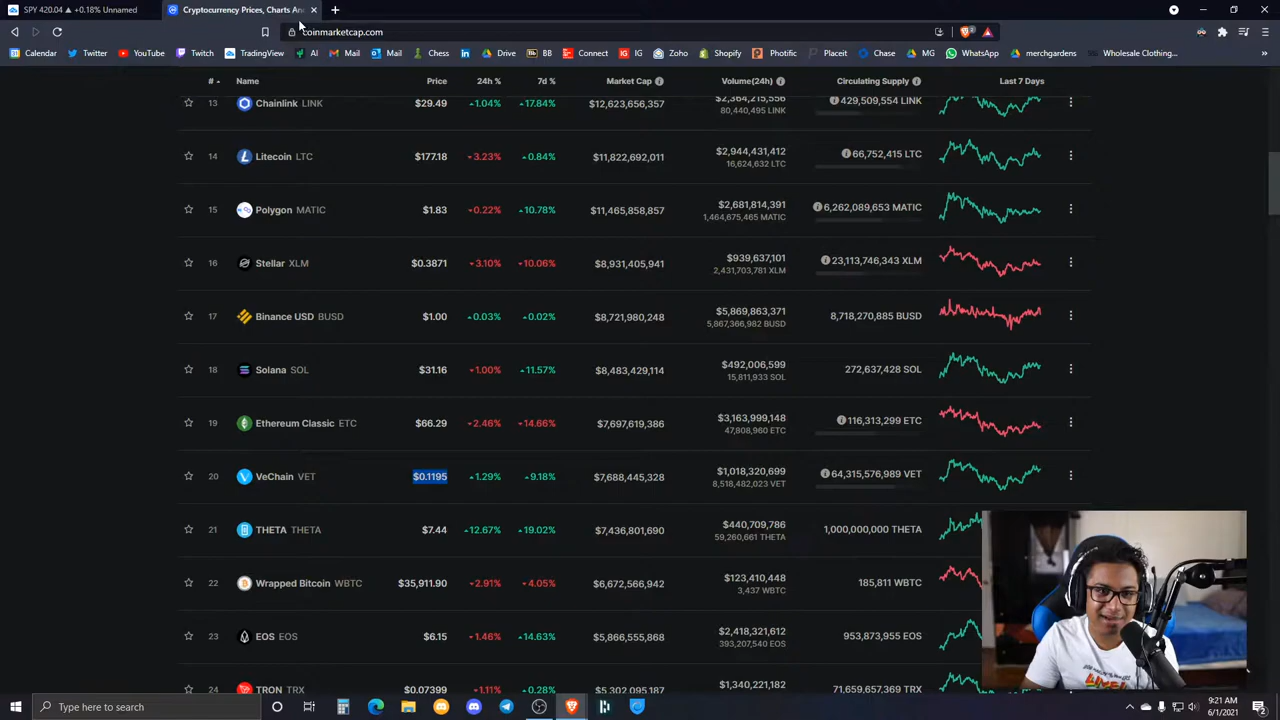 SPY 420.04 ▲ +0.18% Unnamed
Cryptocurrency Prices, Charts An
coinmarketcap.com
Calendar Twitter YouTube Twitch TradingView AI Mail Mail Chess in Drive BB Connect IG Zoho Shopify Photific Placeit Chase MG WhatsApp merchgardens Wholesale Clothing...
# Name Price 24h % 7d % Market Cap Volume(24h) Circulating Supply Last 7 Days
13 Chainlink LINK $29.49 1.04% 17.84% $12,623,656,357 $2,364,215,556 429,509,554 LINK
80,440,495 LINK
14 Litecoin LTC $177.18 3.23% 0.84% $11,822,692,011 $2,944,431,412 66,752,415 LTC
16,624,632 LTC
15 Polygon MATIC $1.83 0.22% 10.78% $11,465,858,857 $2,681,814,391 6,262,089,653 MATIC
1,464,675,465 MATIC
16 Stellar XLM $0.3871 3.10% 10.06% $8,931,405,941 $939,637,101 23,113,746,343 XLM
2,431,703,781 XLM
17 Binance USD BUSD $1.00 0.03% 0.02% $8,721,980,248 $5,869,863,371 8,718,270,885 BUSD
5,867,366,982 BUSD
18 Solana SOL $31.16 1.00% 11.57% $8,483,429,114 $492,006,599 272,637,428 SOL
15,811,933 SOL
19 Ethereum Classic ETC $66.29 2.46% 14.66% $7,697,619,386 $3,163,999,148 116,313,299 ETC
47,808,960 ETC
20 VeChain VET $0.1195 1.29% 9.18% $7,688,445,328 $1,018,320,699 64,315,576,989 VET
8,518,482,023 VET
21 THETA THETA $7.44 12.67% 19.02% $7,436,801,690 $440,709,786 1,000,000,000 THETA
59,260,661 THETA
22 Wrapped Bitcoin WBTC $35,911.90 2.91% 4.05% $6,672,566,942 $123,410,448 185,811 WBTC
3,437 WBTC
23 EOS EOS $6.15 1.46% 14.63% $5,866,555,868 $2,418,321,612 953,873,955 EOS
393,207,540 EOS
24 TRON TRX $0.07399 1.11% 0.28% $5,302,095,187 $1,340,221,182 71,659,657,384 TRX
LIVE!
Type here to search
9:21 AM
6/1/2021